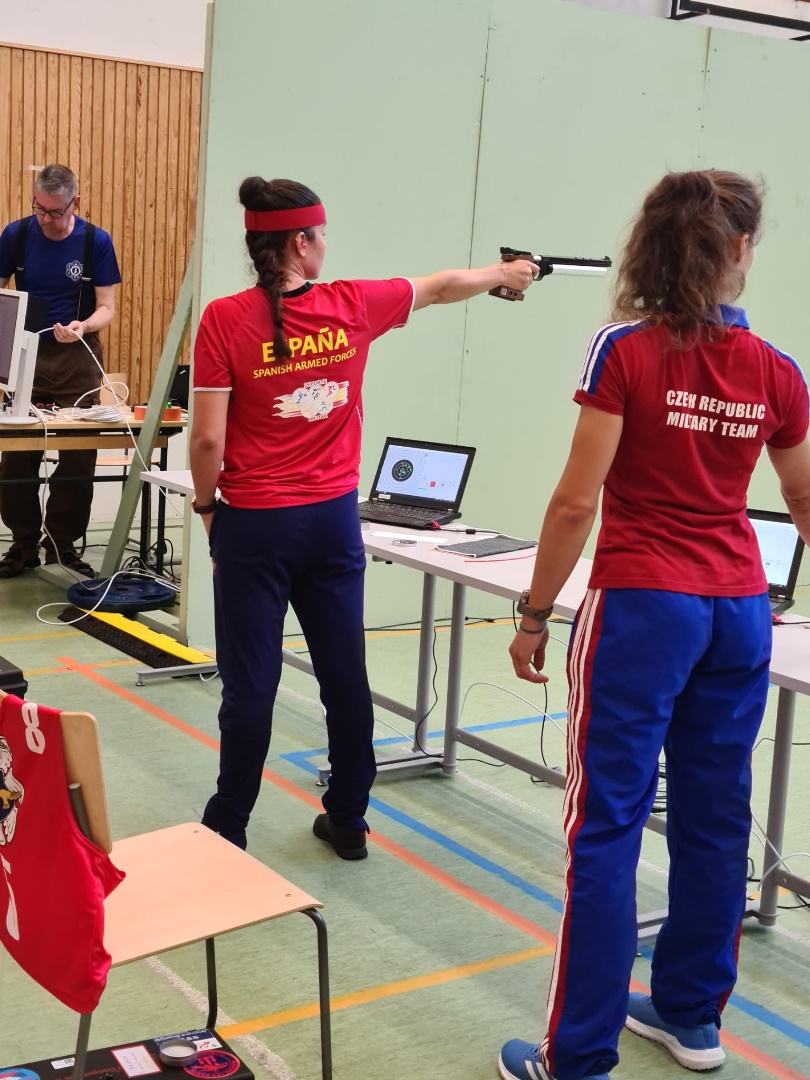 ESPAÑA
SPANISH ARMED FORCES
CZECH REPUBLIC
MILITARY TEAM
8